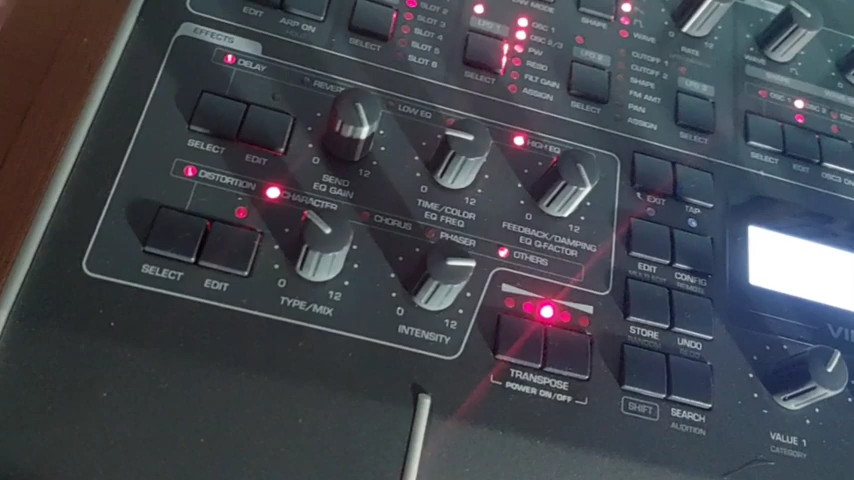 EDIT
ARP ON
SELECT
SLOT 2
SLOT 3
SLOT 4
SLOT 5
SLOT 6
LFO 1
SELECT
OSC 1
OSC 2/3
PW
RESO
FILT GAIN
ASSIGN
SHAPE
WAVE
LFO 2
SELECT
CUTOFF 1
CUTOFF 2
SHAPE
FM AMT
PAN
ASSIGN
RATE
12
LFO 3
SELECT
WAVE
OSC 1
OSC 2
SELECT
EDIT
OSC3 ON
EFFECTS
DELAY
REVERB
LOW EQ
HIGH EQ
SELECT
EDIT
0
12
SEND
EQ GAIN
0
12
TIME/COLOR
EQ FREQ
0
12
FEEDBACK/DAMPING
EQ Q-FACTOR
DISTORTION
CHARACTER
CHORUS
PHASER
OTHERS
SELECT
EDIT
0
12
TYPE/MIX
0
12
INTENSITY
TRANSPOSE
POWER ON/OFF
EXIT
TAP
EDIT
CONFIG
STORE
UNDO
RANDOM
SHIFT
SEARCH
AUDITION
VALUE 1
CATEGORY